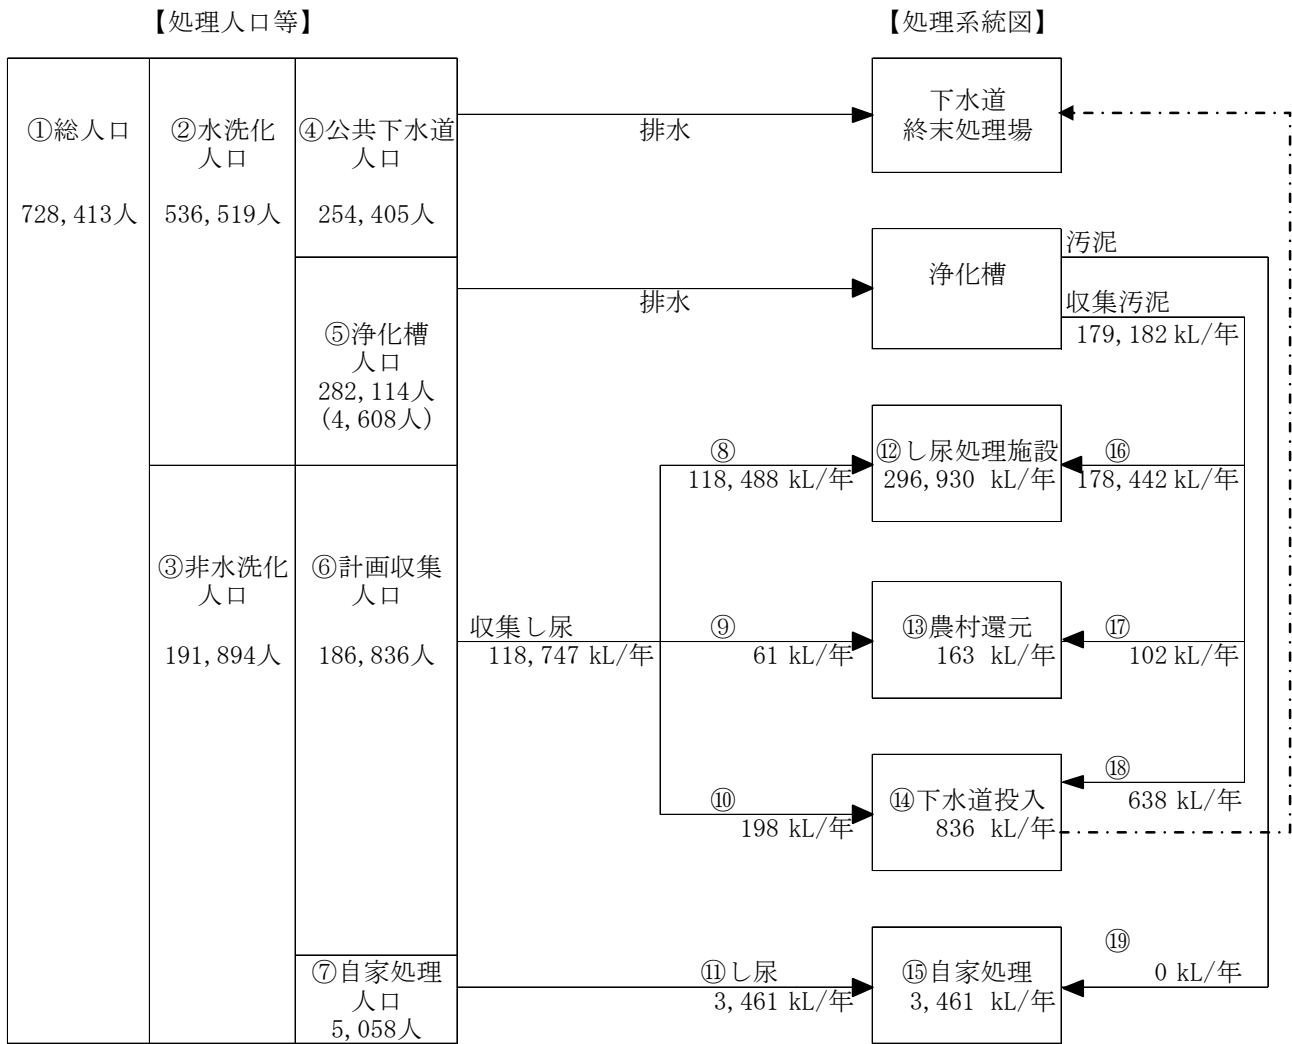 【処理人口等】
【処理系統図】
①総人口
728,413人
②水洗化
人口
536,519人
④公共下水道
人口
254,405人
排水
下水道
終末処理場
⑤浄化槽
人口
282,114人
(4,608人)
排水
浄化槽
汚泥
収集汚泥
179,182 kL/年
③非水洗化
人口
191,894人
⑥計画収集
人口
186,836人
収集し尿
118,747 kL/年
⑧
118,488 kL/年
⑫し尿処理施設
296,930 kL/年
⑯
178,442 kL/年
⑨
61 kL/年
⑬農村還元
163 kL/年
⑰
102 kL/年
⑩
198 kL/年
⑭下水道投入
836 kL/年
⑱
638 kL/年
⑦自家処理
人口
5,058人
⑪し尿
3,461 kL/年
⑮自家処理
3,461 kL/年
⑲
0 kL/年